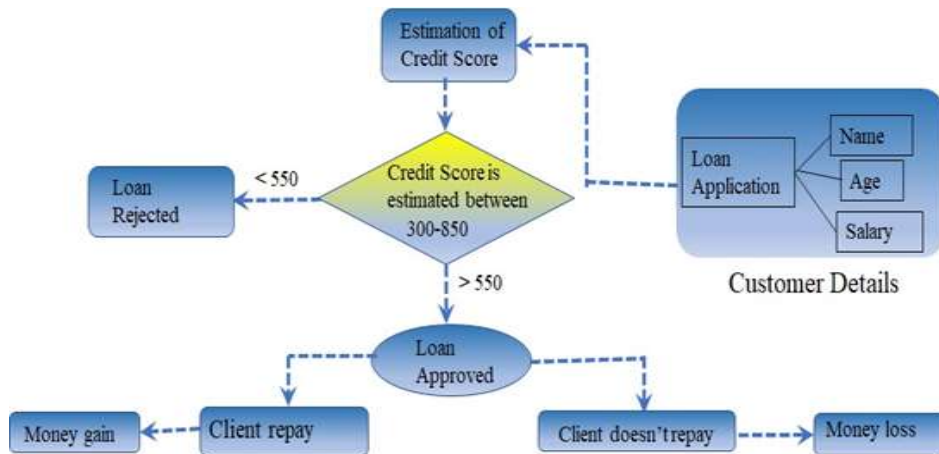 Estimation of
Credit Score
Name
Loan
Application
Age
Salary
Customer Details
Credit Score is
estimated between
300-850
< 550
Loan
Rejected
> 550
Loan
Approved
Client repay
Money gain
Client doesn't repay
Money loss